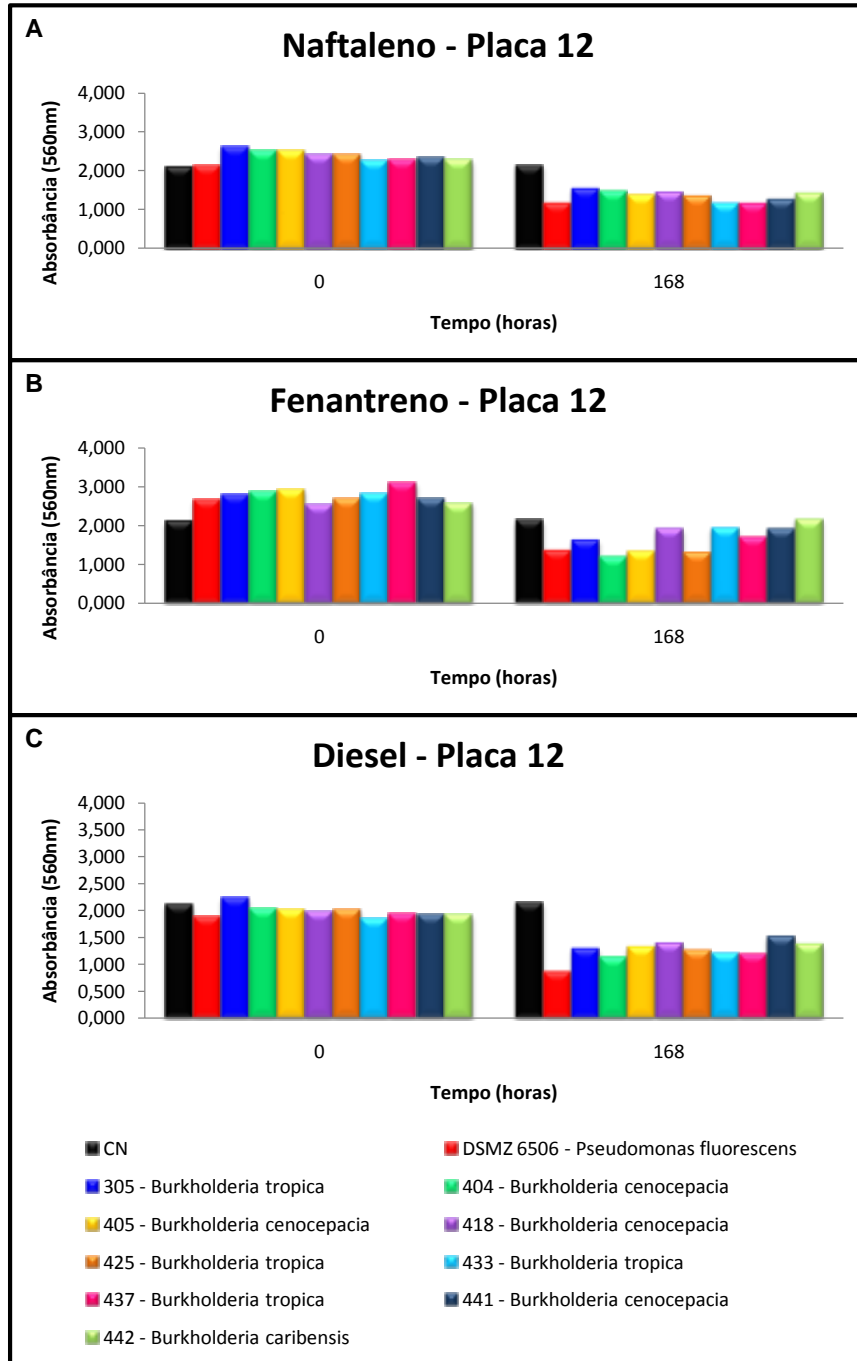 A
Naftaleno - Placa 12
Absorbância (560nm)
4,000
3,000
2,000
1,000
0,000
0
168
Tempo (horas)
B
Fenantreno - Placa 12
Absorbância (560nm)
4,000
3,000
2,000
1,000
0,000
0
168
Tempo (horas)
C
Diesel - Placa 12
Absorbância (560nm)
4,000
3,500
3,000
2,500
2,000
1,500
1,000
0,500
0,000
0
168
Tempo (horas)
CN
DSMZ 6506 - Pseudomonas fluorescens
305 - Burkholderia tropica
404 - Burkholderia cenocepacia
405 - Burkholderia cenocepacia
418 - Burkholderia cenocepacia
425 - Burkholderia tropica
433 - Burkholderia tropica
437 - Burkholderia tropica
441 - Burkholderia cenocepacia
442 - Burkholderia caribensis